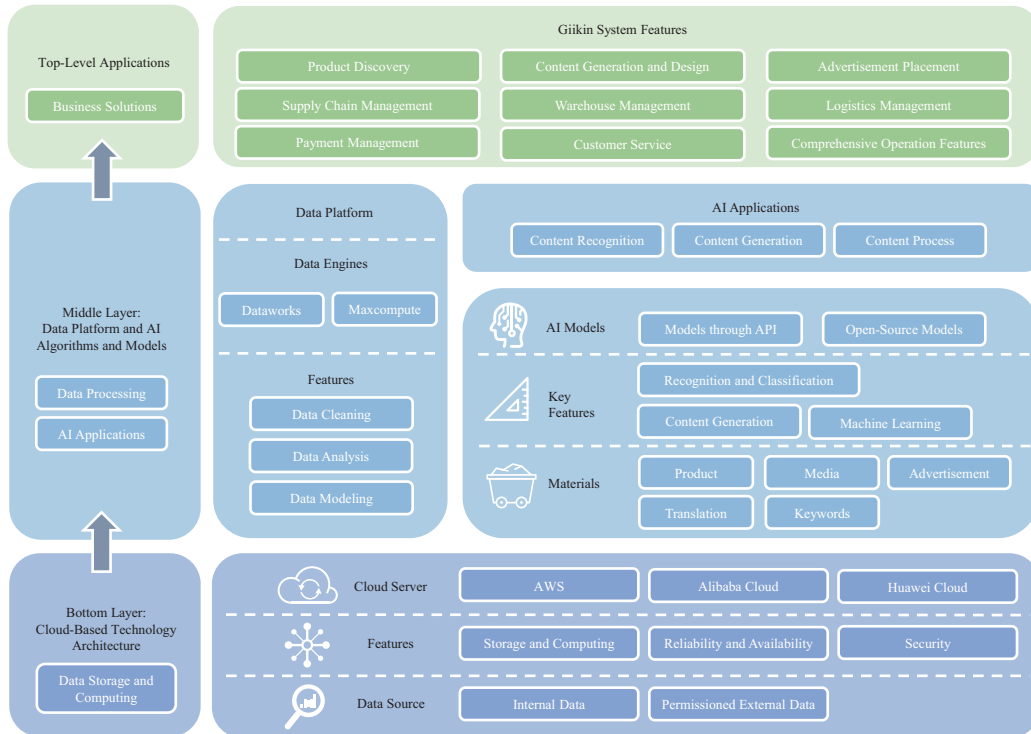 Top-Level Applications
Business Solutions
Giikin System Features
Product Discovery
Content Generation and Design
Advertisement Placement
Supply Chain Management
Warehouse Management
Logistics Management
Payment Management
Customer Service
Comprehensive Operation Features
Middle Layer:
Data Platform and AI
Algorithms and Models
Data Processing
AI Applications
Data Platform
Data Engines
Dataworks
Maxcompute
Features
Data Cleaning
Data Analysis
Data Modeling
AI Applications
Content Recognition
Content Generation
Content Process
AI Models
Models through API
Open-Source Models
Key
Features
Recognition and Classification
Content Generation
Machine Learning
Materials
Product
Media
Advertisement
Translation
Keywords
Bottom Layer:
Cloud-Based Technology
Architecture
Data Storage and
Computing
Cloud Server
AWS
Alibaba Cloud
Huawei Cloud
Features
Storage and Computing
Reliability and Availability
Security
Data Source
Internal Data
Permissioned External Data